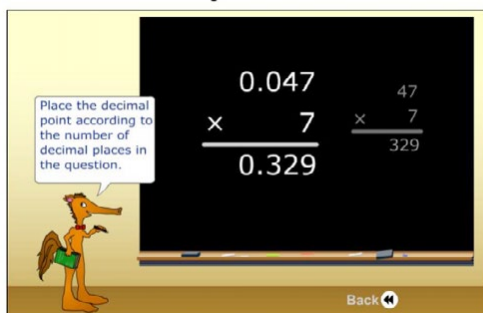 Place the decimal
point according to
the number of
decimal places in
the question.
0.047
× 7
0.329
47
× 7
329
Back